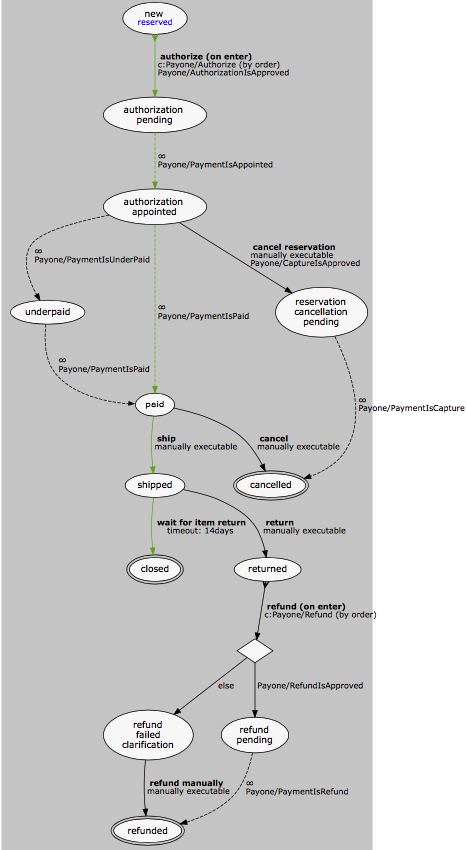 new
reserved
authorize (on enter)
c:Payone/Authorize (by order)
Payone/AuthorizationIsApproved
authorization
pending
∞
Payone/PaymentIsAppointed
authorization
appointed
∞
Payone/PaymentIsUnderPaid
cancel reservation
manually executable
Payone/CaptureIsApproved
underpaid
∞
Payone/PaymentIsPaid
reservation
cancellation
pending
∞
Payone/PaymentIsPaid
∞
Payone/PaymentIsCapture
paid
ship
manually executable
cancel
manually executable
shipped
cancelled
wait for item return
timeout: 14days
return
manually executable
closed
returned
refund (on enter)
c:Payone/Refund (by order)
else
Payone/RefundIsApproved
refund
failed
clarification
refund
pending
refund manually
manually executable
∞
Payone/PaymentIsRefund
refunded